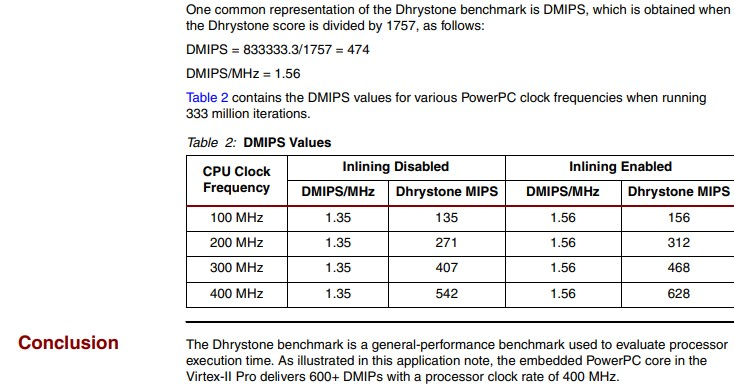 One common representation of the Dhrystone benchmark is DMIPS, which is obtained when
the Dhrystone score is divided by 1757, as follows:
DMIPS = 833333.3/1757 = 474
DMIPS/MHz = 1.56
Table 2 contains the DMIPS values for various PowerPC clock frequencies when running
333 million iterations.
Table 2: DMIPS Values
CPU Clock Frequency Inlining Disabled Inlining Enabled
DMIPS/MHz Dhrystone MIPS DMIPS/MHz Dhrystone MIPS
100 MHz 1.35 135 1.56 156
200 MHz 1.35 271 1.56 312
300 MHz 1.35 407 1.56 468
400 MHz 1.35 542 1.56 628
Conclusion
The Dhrystone benchmark is a general-performance benchmark used to evaluate processor
execution time. As illustrated in this application note, the embedded PowerPC core in the
Virtex-II Pro delivers 600+ DMIPs with a processor clock rate of 400 MHz.